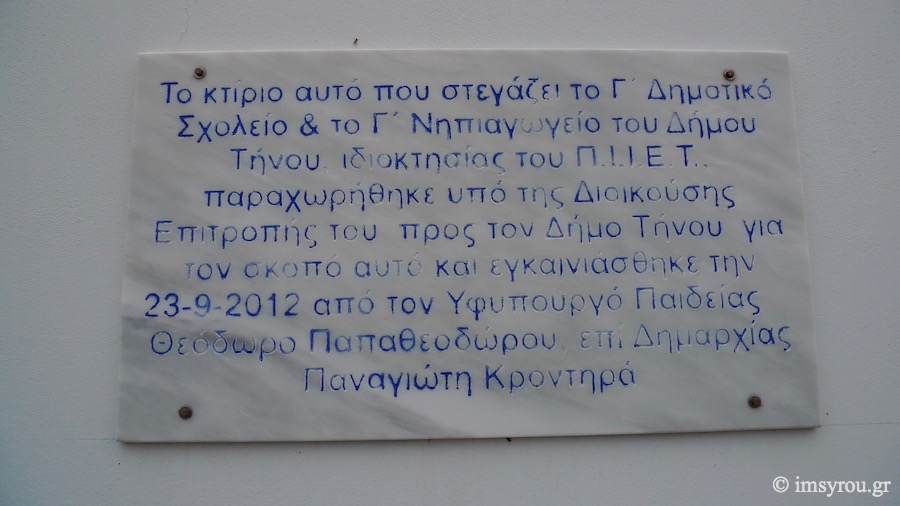 Το κτίριο αυτό που στεγάζει το Γ΄ Δημοτικό
Σχολείο & το Γ΄ Νηπιαγωγείο του Δήμου
Τήνου, ιδιοκτησίας του Π.Ι.Ι.Ε.Τ.,
παραχωρήθηκε υπό της Διοικούσης
Επιτροπής του προς τον Δήμο Τήνου για
τον σκοπό αυτό και εγκαινιάσθηκε την
23-9-2012 από τον Υφυπουργό Παιδείας
Θεόδωρο Παπαθεοδώρου, επί Δημαρχίας
Παναγιώτη Κροντηρά
© imsyrou.gr